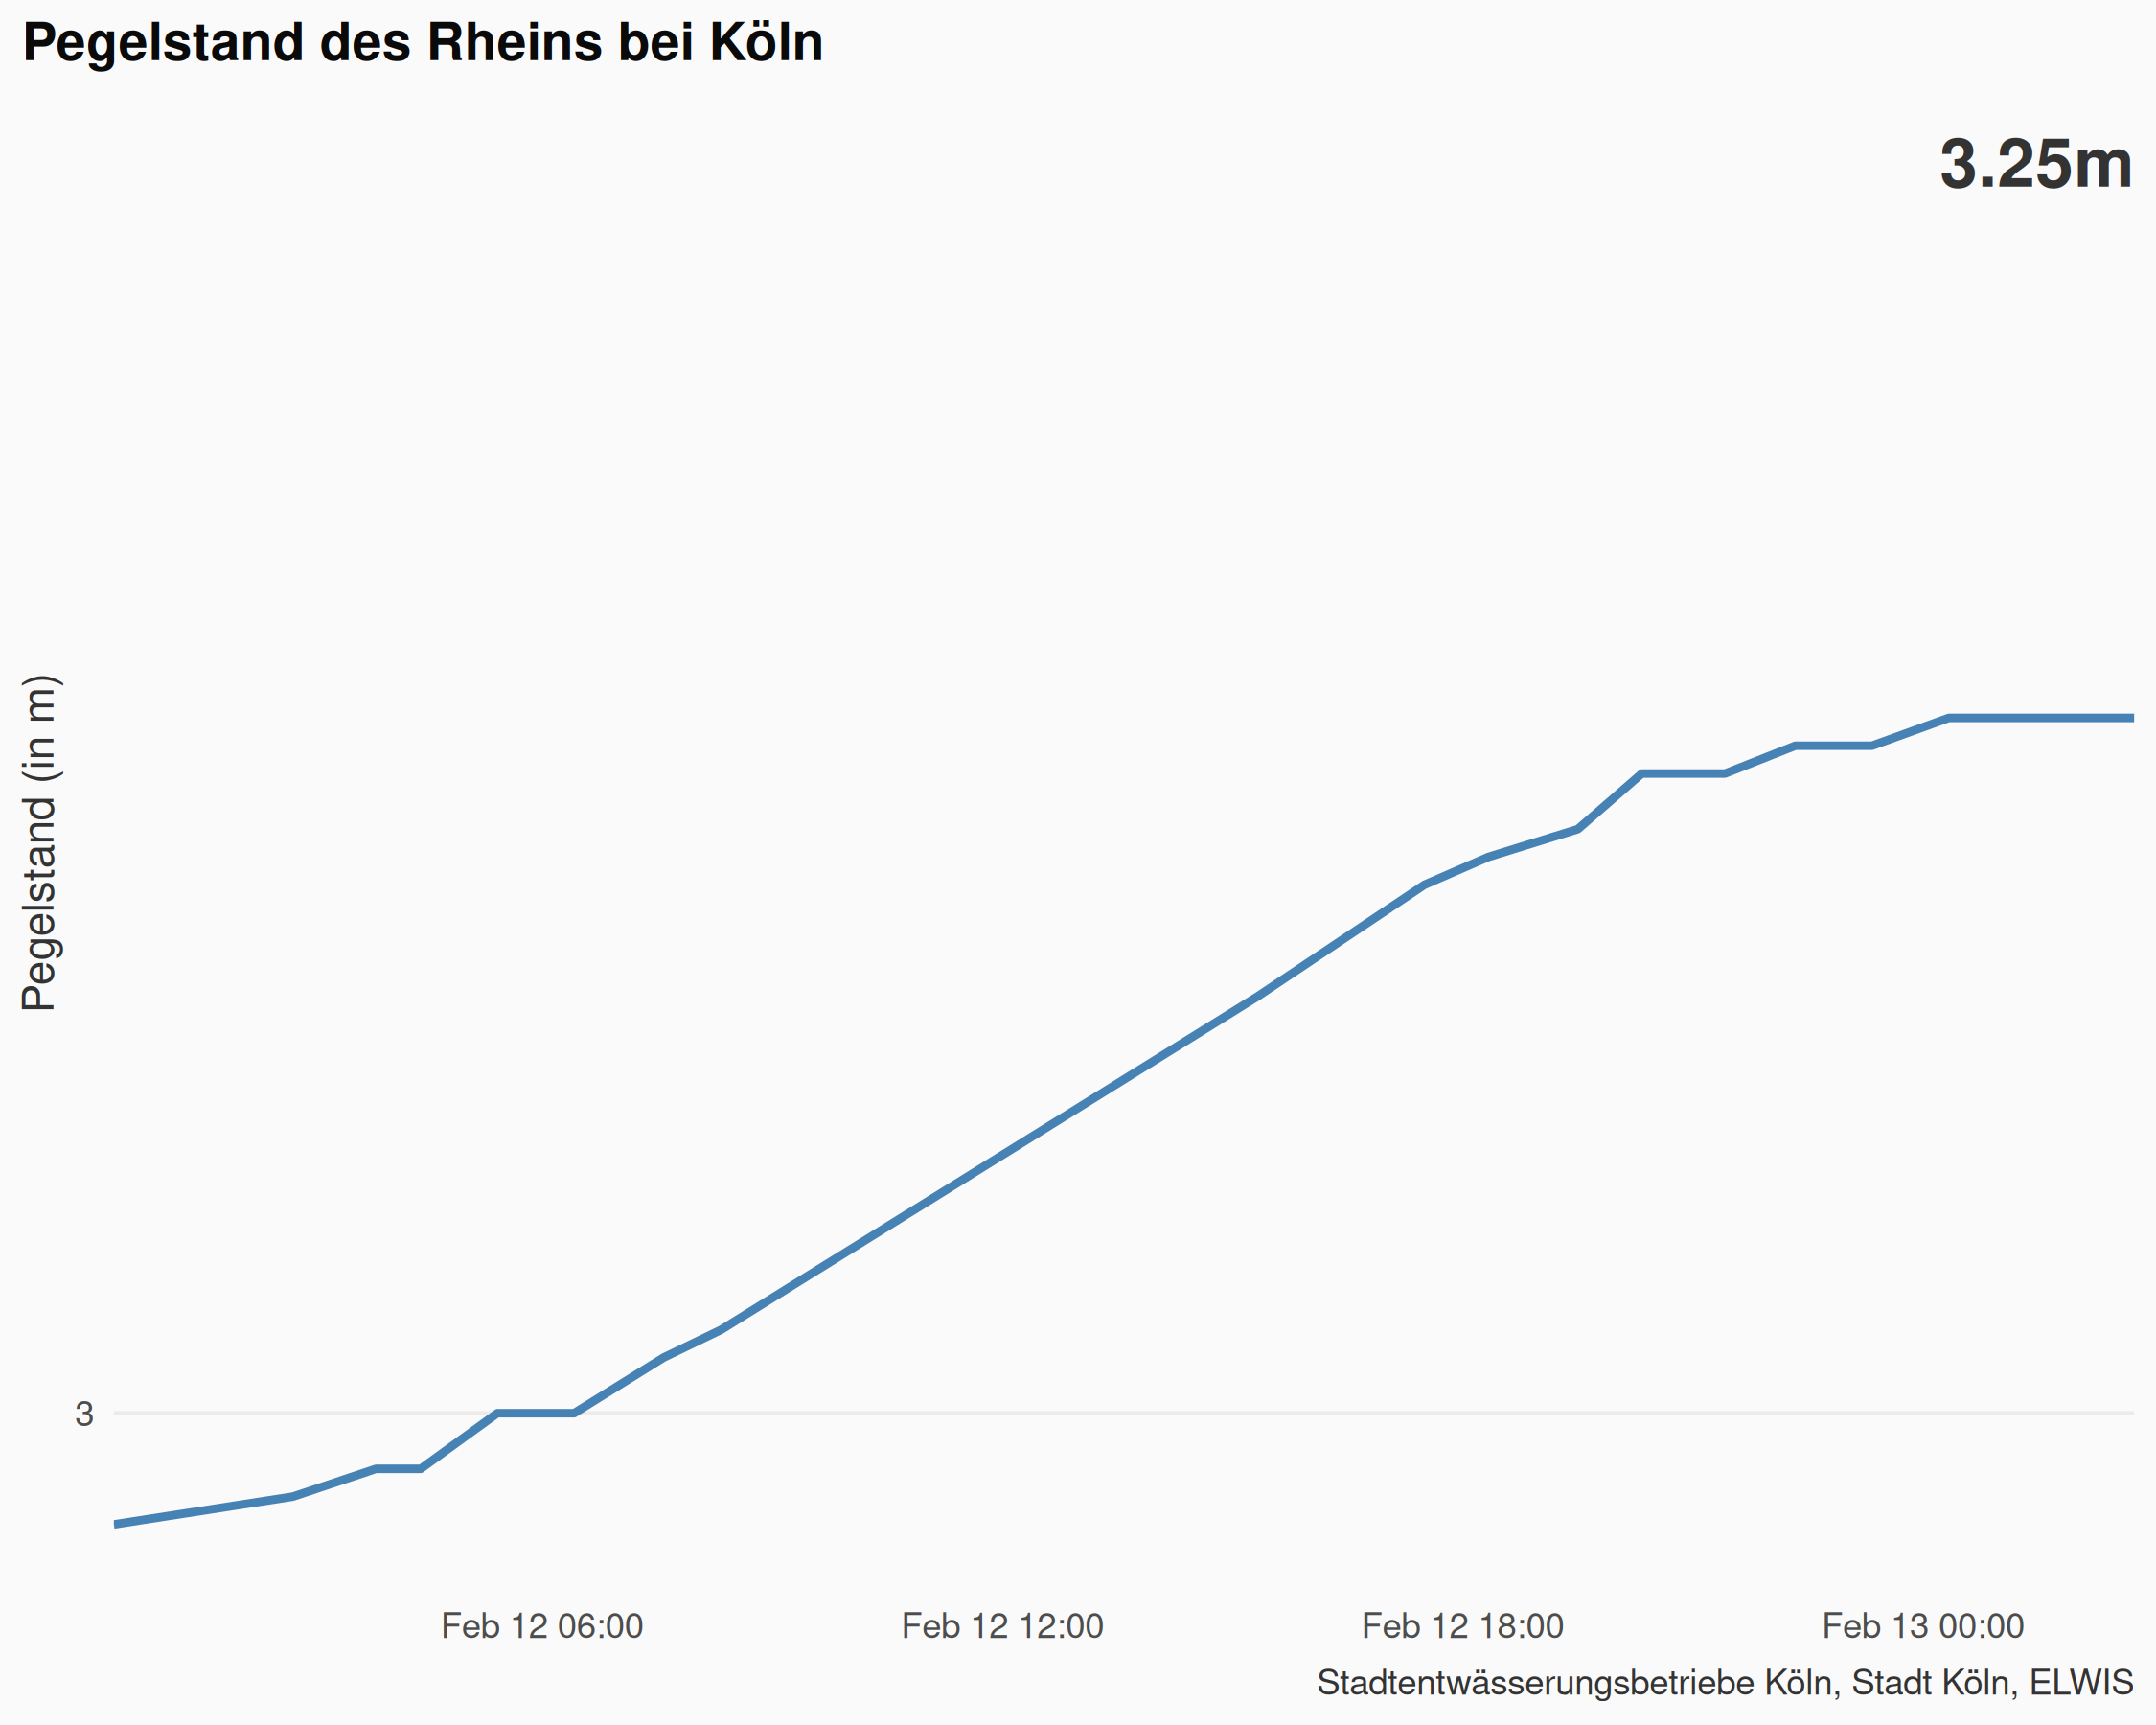 Pegelstand des Rheins bei Köln
3.25m
Pegelstand (in m)
3
Feb 12 06:00
Feb 12 12:00
Feb 12 18:00
Feb 13 00:00
Stadtentwässerungsbetriebe Köln, Stadt Köln, ELWIS